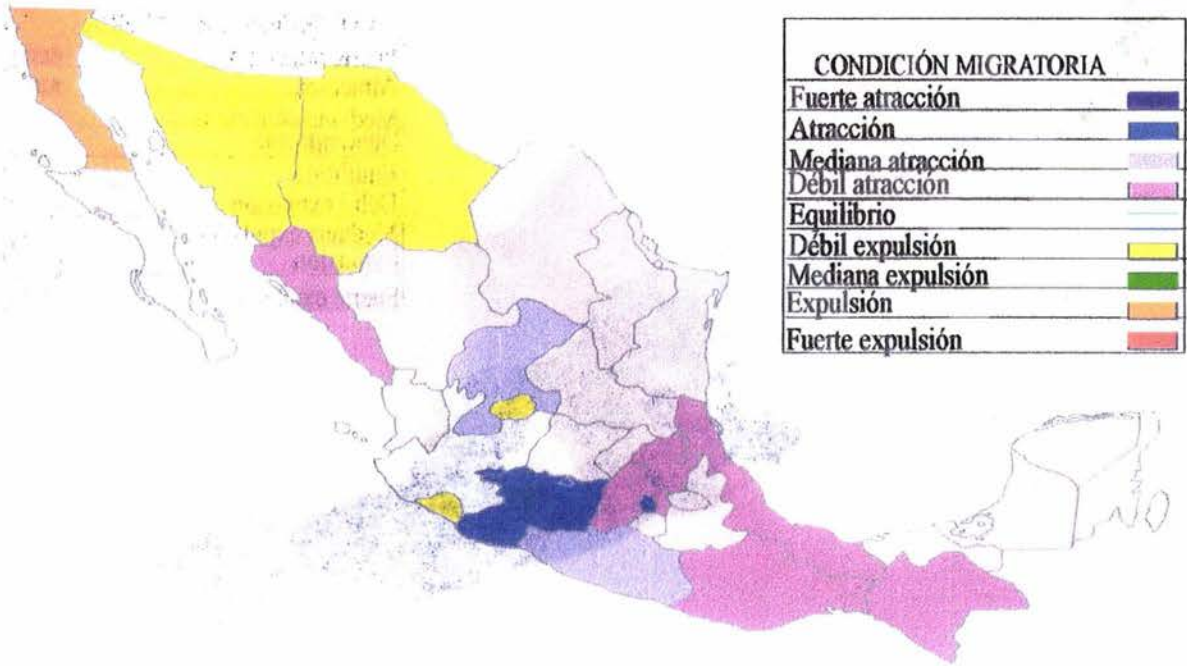 CONDICIÓN MIGRATORIA
Fuerte atracción
Atracción
Mediana atracción
Débil atracción
Equilibrio
Débil expulsión
Mediana expulsión
Expulsión
Fuerte expulsión